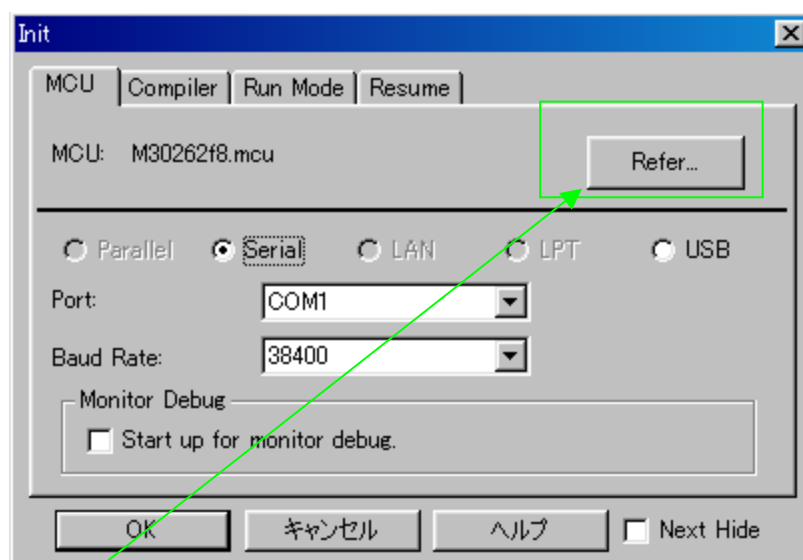 Init
MCU Compiler Run Mode Resume
MCU: M30262f8.mcu Refer...
Parallel Serial LAN LPT USB
Port: COM1
Baud Rate: 38400
Monitor Debug
Start up for monitor debug.
OK キャンセル ヘルプ Next Hide